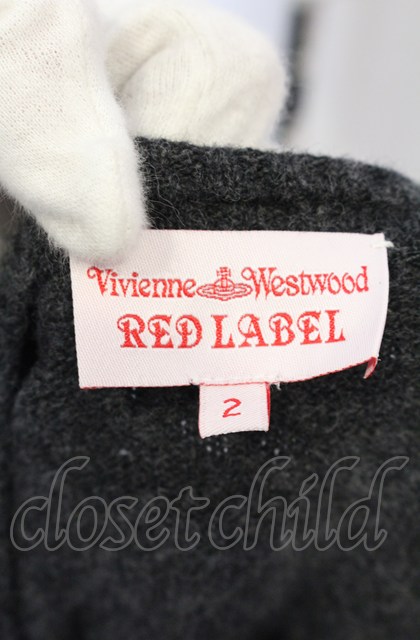 Vivienne Westwood
RED LABEL
2
closet child